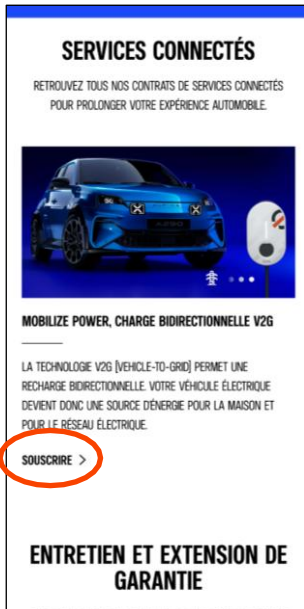 SERVICES CONNECTÉS
RETROUVEZ TOUS NOS CONTRATS DE SERVICES CONNECTÉS
POUR PROLONGER VOTRE EXPÉRIENCE AUTOMOBILE.
MOBILIZE POWER, CHARGE BIDIRECTIONNELLE V2G
LA TECHNOLOGIE V2G [VEHICLE-TO-GRID] PERMET UNE
RECHARGE BIDIRECTIONNELLE. VOTRE VÉHICULE ÉLECTRIQUE
DEVIENT DONC UNE SOURCE D'ÉNERGIE POUR LA MAISON ET
POUR LE RÉSEAU ÉLECTRIQUE.
SOUSCRIRE >
ENTRETIEN ET EXTENSION DE
GARANTIE